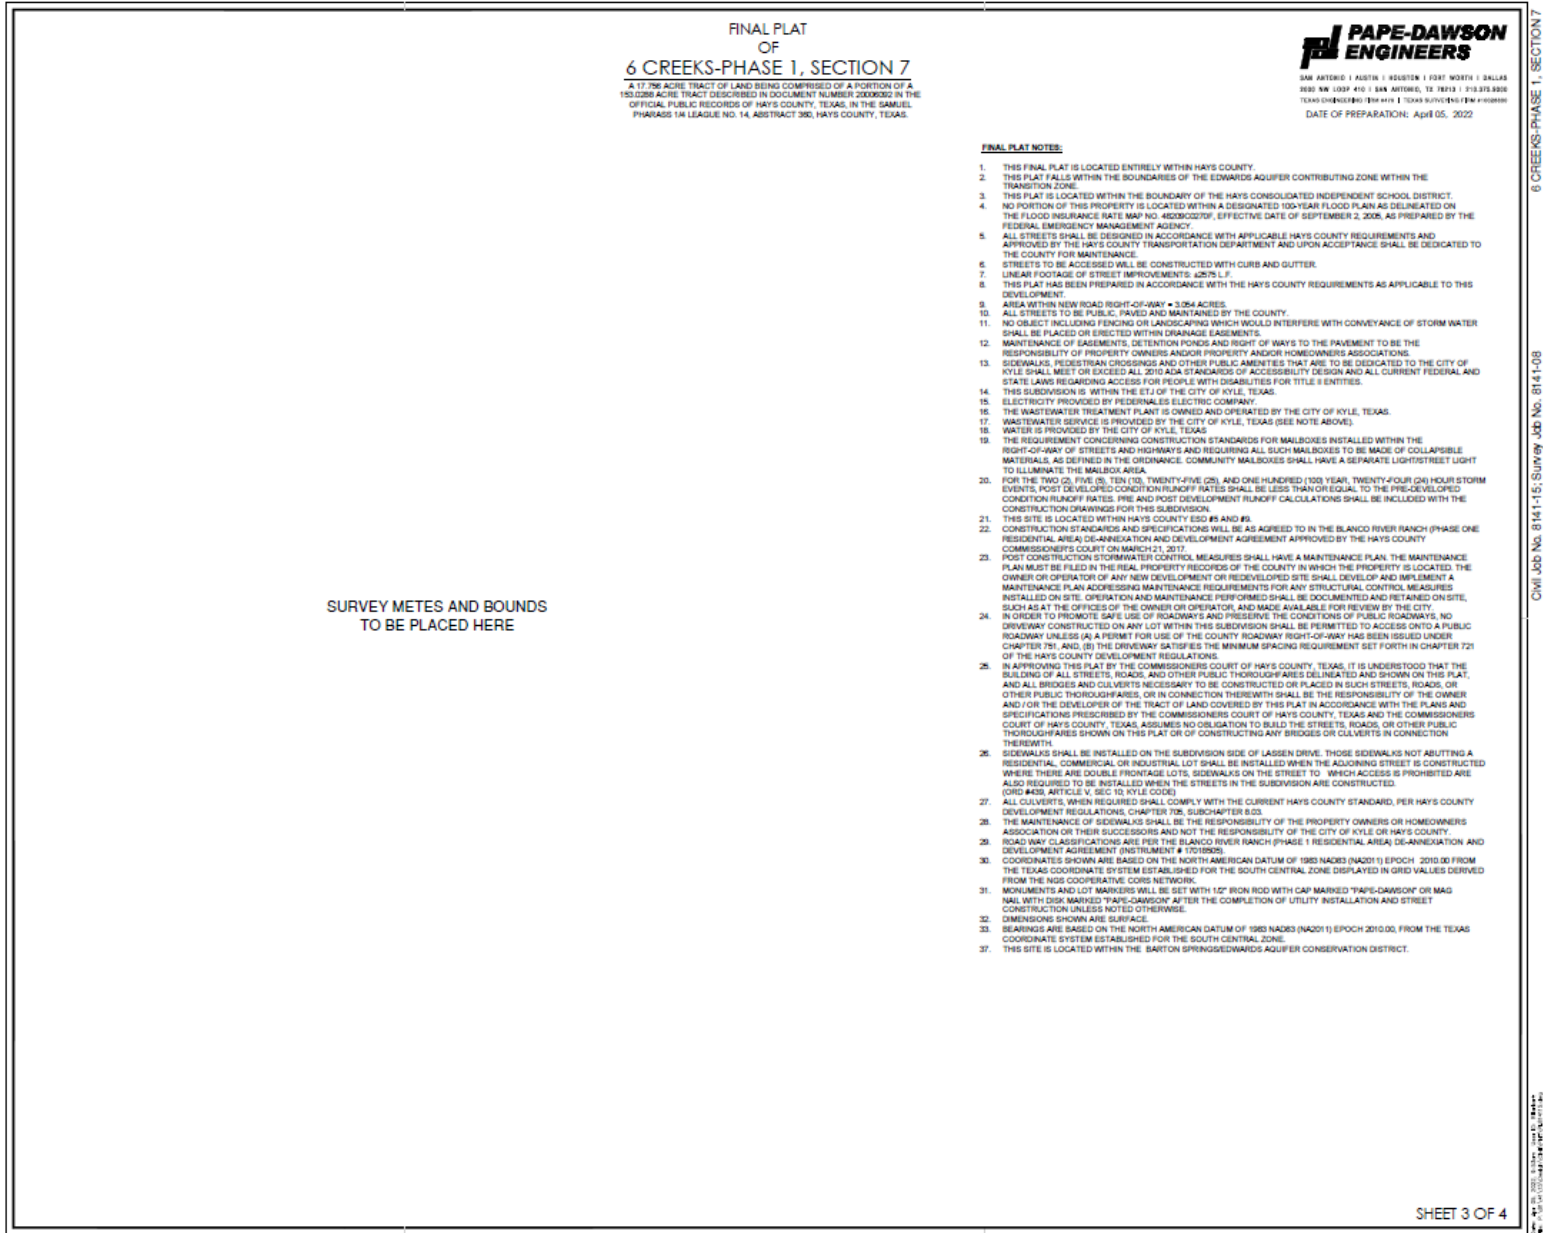 FINAL PLAT
OF
6 CREEKS-PHASE 1, SECTION 7
A 17.756 ACRE TRACT OF LAND BEING COMPRISED OF A PORTION OF A
153.0286 ACRE TRACT DESCRIBED IN DOCUMENT NUMBER 20006092 IN THE
OFFICIAL PUBLIC RECORDS OF HAYS COUNTY, TEXAS, IN THE SAMUEL
PHARASS 1/4 LEAGUE NO. 14, ABSTRACT 360, HAYS COUNTY, TEXAS.
PAPE-DAWSON
ENGINEERS
SAN ANTONIO I AUSTIN I HOUSTON I FORT WORTH I DALLAS
2000 NW LOOP 410 I SAN ANTONIO, TX 78213 I 210.375.9000
TEXAS ENGINEERING FIRM #470 | TEXAS SURVEYING FIRM #10028800
DATE OF PREPARATION: April 05, 2022
FINAL PLAT NOTES:
1. THIS FINAL PLAT IS LOCATED ENTIRELY WITHIN HAYS COUNTY.
2. THIS PLAT FALLS WITHIN THE BOUNDARIES OF THE EDWARDS AQUIFER CONTRIBUTING ZONE WITHIN THE
TRANSITION ZONE.
3. THIS PLAT IS LOCATED WITHIN THE BOUNDARY OF THE HAYS CONSOLIDATED INDEPENDENT SCHOOL DISTRICT.
4. NO PORTION OF THIS PROPERTY IS LOCATED WITHIN A DESIGNATED 100-YEAR FLOOD PLAIN AS DELINEATED ON
THE FLOOD INSURANCE RATE MAP NO. 48209C0270F, EFFECTIVE DATE OF SEPTEMBER 2, 2005, AS PREPARED BY THE
FEDERAL EMERGENCY MANAGEMENT AGENCY.
5. ALL STREETS SHALL BE DESIGNED IN ACCORDANCE WITH APPLICABLE HAYS COUNTY REQUIREMENTS AND
APPROVED BY THE HAYS COUNTY TRANSPORTATION DEPARTMENT AND UPON ACCEPTANCE SHALL BE DEDICATED TO
THE COUNTY FOR MAINTENANCE.
6. STREETS TO BE ACCESSED WILL BE CONSTRUCTED WITH CURB AND GUTTER.
7. LINEAR FOOTAGE OF STREET IMPROVEMENTS: ±2575 L.F.
8. THIS PLAT HAS BEEN PREPARED IN ACCORDANCE WITH THE HAYS COUNTY REQUIREMENTS AS APPLICABLE TO THIS
DEVELOPMENT.
9. AREA WITHIN NEW ROAD RIGHT-OF-WAY = 3.054 ACRES.
10. ALL STREETS TO BE PUBLIC, PAVED AND MAINTAINED BY THE COUNTY.
11. NO OBJECT INCLUDING FENCING OR LANDSCAPING WHICH WOULD INTERFERE WITH CONVEYANCE OF STORM WATER
SHALL BE PLACED OR ERECTED WITHIN DRAINAGE EASEMENTS.
12. MAINTENANCE OF EASEMENTS, DETENTION PONDS AND RIGHT OF WAYS TO THE PAVEMENT TO BE THE
RESPONSIBILITY OF PROPERTY OWNERS AND/OR PROPERTY AND/OR HOMEOWNERS ASSOCIATIONS.
13. SIDEWALKS, PEDESTRIAN CROSSINGS AND OTHER PUBLIC AMENITIES THAT ARE TO BE DEDICATED TO THE CITY OF
KYLE SHALL MEET OR EXCEED ALL 2010 ADA STANDARDS OF ACCESSIBILITY DESIGN AND ALL CURRENT FEDERAL AND
STATE LAWS REGARDING ACCESS FOR PEOPLE WITH DISABILITIES FOR TITLE II ENTITIES.
14. THIS SUBDIVISION IS WITHIN THE ETJ OF THE CITY OF KYLE, TEXAS.
15. ELECTRICITY PROVIDED BY PEDERNALES ELECTRIC COMPANY.
16. THE WASTEWATER TREATMENT PLANT IS OWNED AND OPERATED BY THE CITY OF KYLE, TEXAS.
17. WASTEWATER SERVICE IS PROVIDED BY THE CITY OF KYLE, TEXAS (SEE NOTE ABOVE).
18. WATER IS PROVIDED BY THE CITY OF KYLE, TEXAS
19. THE REQUIREMENT CONCERNING CONSTRUCTION STANDARDS FOR MAILBOXES INSTALLED WITHIN THE
RIGHT-OF-WAY OF STREETS AND HIGHWAYS AND REQUIRING ALL SUCH MAILBOXES TO BE MADE OF COLLAPSIBLE
MATERIALS, AS DEFINED IN THE ORDINANCE. COMMUNITY MAILBOXES SHALL HAVE A SEPARATE LIGHT/STREET LIGHT
TO ILLUMINATE THE MAILBOX AREA.
20. FOR THE TWO (2), FIVE (5), TEN (10), TWENTY-FIVE (25), AND ONE HUNDRED (100) YEAR, TWENTY-FOUR (24) HOUR STORM
EVENTS, POST DEVELOPED CONDITION RUNOFF RATES SHALL BE LESS THAN OR EQUAL TO THE PRE-DEVELOPED
CONDITION RUNOFF RATES. PRE AND POST DEVELOPMENT RUNOFF CALCULATIONS SHALL BE INCLUDED WITH THE
CONSTRUCTION DRAWINGS FOR THIS SUBDIVISION.
21. THIS SITE IS LOCATED WITHIN HAYS COUNTY ESD #5 AND #9.
22. CONSTRUCTION STANDARDS AND SPECIFICATIONS WILL BE AS AGREED TO IN THE BLANCO RIVER RANCH (PHASE ONE
RESIDENTIAL AREA) DE-ANNEXATION AND DEVELOPMENT AGREEMENT APPROVED BY THE HAYS COUNTY
COMMISSIONER'S COURT ON MARCH 21, 2017.
23. POST CONSTRUCTION STORMWATER CONTROL MEASURES SHALL HAVE A MAINTENANCE PLAN. THE MAINTENANCE
PLAN MUST BE FILED IN THE REAL PROPERTY RECORDS OF THE COUNTY IN WHICH THE PROPERTY IS LOCATED. THE
OWNER OR OPERATOR OF ANY NEW DEVELOPMENT OR REDEVELOPED SITE SHALL DEVELOP AND IMPLEMENT A
MAINTENANCE PLAN ADDRESSING MAINTENANCE REQUIREMENTS FOR ANY STRUCTURAL CONTROL MEASURES
INSTALLED ON SITE. OPERATION AND MAINTENANCE PERFORMED SHALL BE DOCUMENTED AND RETAINED ON SITE,
SUCH AS AT THE OFFICES OF THE OWNER OR OPERATOR, AND MADE AVAILABLE FOR REVIEW BY THE CITY.
24. IN ORDER TO PROMOTE SAFE USE OF ROADWAYS AND PRESERVE THE CONDITIONS OF PUBLIC ROADWAYS, NO
DRIVEWAY CONSTRUCTED ON ANY LOT WITHIN THIS SUBDIVISION SHALL BE PERMITTED TO ACCESS ONTO A PUBLIC
ROADWAY UNLESS (A) A PERMIT FOR USE OF THE COUNTY ROADWAY RIGHT-OF-WAY HAS BEEN ISSUED UNDER
CHAPTER 751, AND, (B) THE DRIVEWAY SATISFIES THE MINIMUM SPACING REQUIREMENT SET FORTH IN CHAPTER 721
OF THE HAYS COUNTY DEVELOPMENT REGULATIONS.
25. IN APPROVING THIS PLAT BY THE COMMISSIONERS COURT OF HAYS COUNTY, TEXAS, IT IS UNDERSTOOD THAT THE
BUILDING OF ALL STREETS, ROADS, AND OTHER PUBLIC THOROUGHFARES DELINEATED AND SHOWN ON THIS PLAT,
AND ALL BRIDGES AND CULVERTS NECESSARY TO BE CONSTRUCTED OR PLACED IN SUCH STREETS, ROADS, OR
OTHER PUBLIC THOROUGHFARES, OR IN CONNECTION THEREWITH SHALL BE THE RESPONSIBILITY OF THE OWNER
AND / OR THE DEVELOPER OF THE TRACT OF LAND COVERED BY THIS PLAT IN ACCORDANCE WITH THE PLANS AND
SPECIFICATIONS PRESCRIBED BY THE COMMISSIONERS COURT OF HAYS COUNTY, TEXAS AND THE COMMISSIONERS
COURT OF HAYS COUNTY, TEXAS, ASSUMES NO OBLIGATION TO BUILD THE STREETS, ROADS, OR OTHER PUBLIC
THOROUGHFARES SHOWN ON THIS PLAT OR OF CONSTRUCTING ANY BRIDGES OR CULVERTS IN CONNECTION
THEREWITH.
26. SIDEWALKS SHALL BE INSTALLED ON THE SUBDIVISION SIDE OF LASSEN DRIVE. THOSE SIDEWALKS NOT ABUTTING A
RESIDENTIAL, COMMERCIAL OR INDUSTRIAL LOT SHALL BE INSTALLED WHEN THE ADJOINING STREET IS CONSTRUCTED
WHERE THERE ARE DOUBLE FRONTAGE LOTS, SIDEWALKS ON THE STREET TO WHICH ACCESS IS PROHIBITED ARE
ALSO REQUIRED TO BE INSTALLED WHEN THE STREETS IN THE SUBDIVISION ARE CONSTRUCTED.
(ORD #439, ARTICLE V, SEC 10; KYLE CODE)
27. ALL CULVERTS, WHEN REQUIRED SHALL COMPLY WITH THE CURRENT HAYS COUNTY STANDARD, PER HAYS COUNTY
DEVELOPMENT REGULATIONS, CHAPTER 705, SUBCHAPTER 8.03.
28. THE MAINTENANCE OF SIDEWALKS SHALL BE THE RESPONSIBILITY OF THE PROPERTY OWNERS OR HOMEOWNERS
ASSOCIATION OR THEIR SUCCESSORS AND NOT THE RESPONSIBILITY OF THE CITY OF KYLE OR HAYS COUNTY.
29. ROAD WAY CLASSIFICATIONS ARE PER THE BLANCO RIVER RANCH (PHASE 1 RESIDENTIAL AREA) DE-ANNEXIATION AND
DEVELOPMENT AGREEMENT (INSTRUMENT # 17018505).
30. COORDINATES SHOWN ARE BASED ON THE NORTH AMERICAN DATUM OF 1983 NAD83 (NA2011) EPOCH 2010.00 FROM
THE TEXAS COORDINATE SYSTEM ESTABLISHED FOR THE SOUTH CENTRAL ZONE DISPLAYED IN GRID VALUES DERIVED
FROM THE NGS COOPERATIVE CORS NETWORK.
31. MONUMENTS AND LOT MARKERS WILL BE SET WITH 1/2" IRON ROD WITH CAP MARKED "PAPE-DAWSON" OR MAG
NAIL WITH DISK MARKED "PAPE-DAWSON" AFTER THE COMPLETION OF UTILITY INSTALLATION AND STREET
CONSTRUCTION UNLESS NOTED OTHERWISE.
32. DIMENSIONS SHOWN ARE SURFACE.
33. BEARINGS ARE BASED ON THE NORTH AMERICAN DATUM OF 1983 NAD83 (NA2011) EPOCH 2010.00, FROM THE TEXAS
COORDINATE SYSTEM ESTABLISHED FOR THE SOUTH CENTRAL ZONE.
37. THIS SITE IS LOCATED WITHIN THE BARTON SPRINGS/EDWARDS AQUIFER CONSERVATION DISTRICT.
SURVEY METES AND BOUNDS
TO BE PLACED HERE
SHEET 3 OF 4
6 CREEKS-PHASE 1, SECTION 7
Civil Job No. 8141-15; Survey Job No. 8141-08